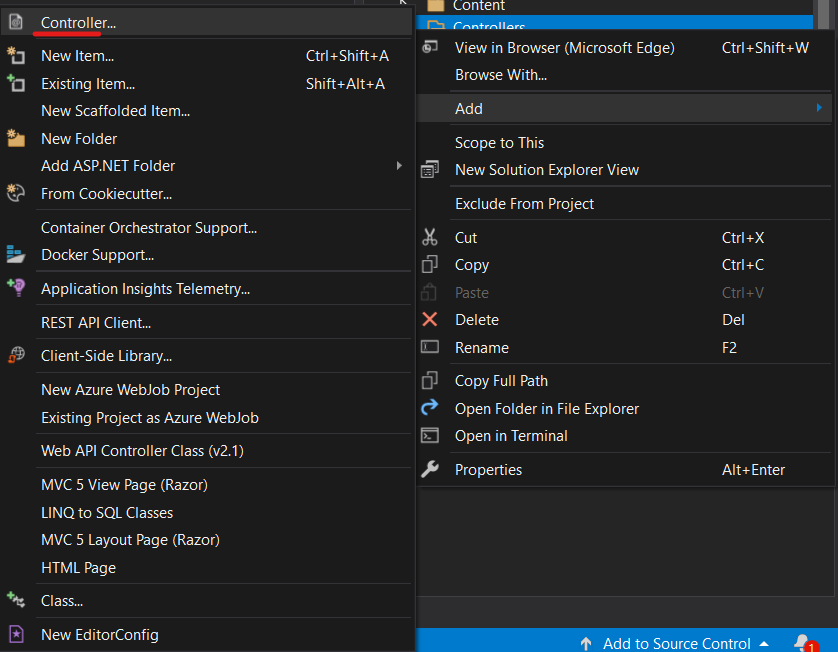 Controller...
New Item... Ctrl+Shift+A
Existing Item... Shift+Alt+A
New Scaffolded Item...
New Folder
Add ASP.NET Folder
From Cookiecutter...
Container Orchestrator Support...
Docker Support...
Application Insights Telemetry...
REST API Client...
Client-Side Library...
New Azure WebJob Project
Existing Project as Azure WebJob
Web API Controller Class (v2.1)
MVC 5 View Page (Razor)
LINQ to SQL Classes
MVC 5 Layout Page (Razor)
HTML Page
Class...
New EditorConfig
Content
Controllers
View in Browser (Microsoft Edge) Ctrl+Shift+W
Browse With...
Add
Scope to This
New Solution Explorer View
Exclude From Project
Cut Ctrl+X
Copy Ctrl+C
Paste Ctrl+V
Delete Del
Rename F2
Copy Full Path
Open Folder in File Explorer
Open in Terminal
Properties Alt+Enter
Add to Source Control
1